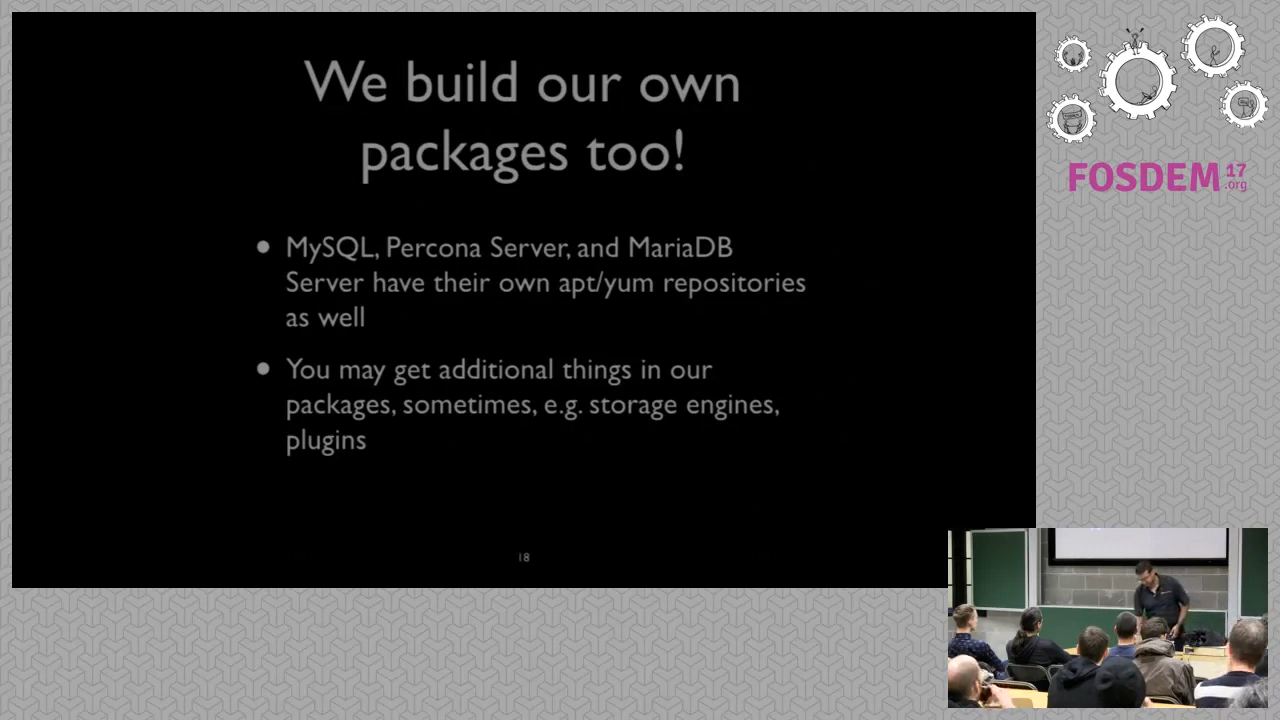 We build our own
packages too!
MySQL, Percona Server, and MariaDB
Server have their own apt/yum repositories
as well
You may get additional things in our
packages, sometimes, e.g. storage engines,
plugins
18
FOSDEM 17
.org